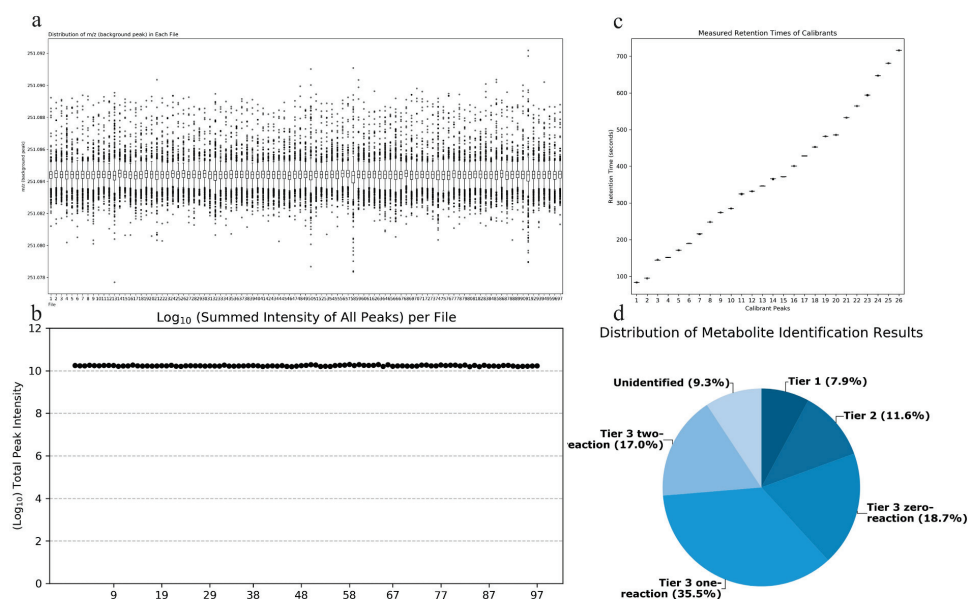 a
Distribution of m/z (background peak) in Each File
251.092
251.090
251.088
251.086
251.084
251.082
251.080
251.078
m/z (background peak)
File
b
Log10 (Summed Intensity of All Peaks) per File
12
10
8
6
4
2
0
(Log10) Total Peak Intensity
9 19 29 38 48 58 67 77 87 97
c
Measured Retention Times of Calibrants
700
600
500
400
300
200
100
Retention Time (seconds)
1 2 3 4 5 6 7 8 9 10 11 12 13 14 15 16 17 18 19 20 21 22 23 24 25 26
Calibrant Peaks
d
Distribution of Metabolite Identification Results
Unidentified (9.3%)
Tier 1 (7.9%)
Tier 2 (11.6%)
Tier 3 two-
reaction (17.0%)
Tier 3 zero-
reaction (18.7%)
Tier 3 one-
reaction (35.5%)